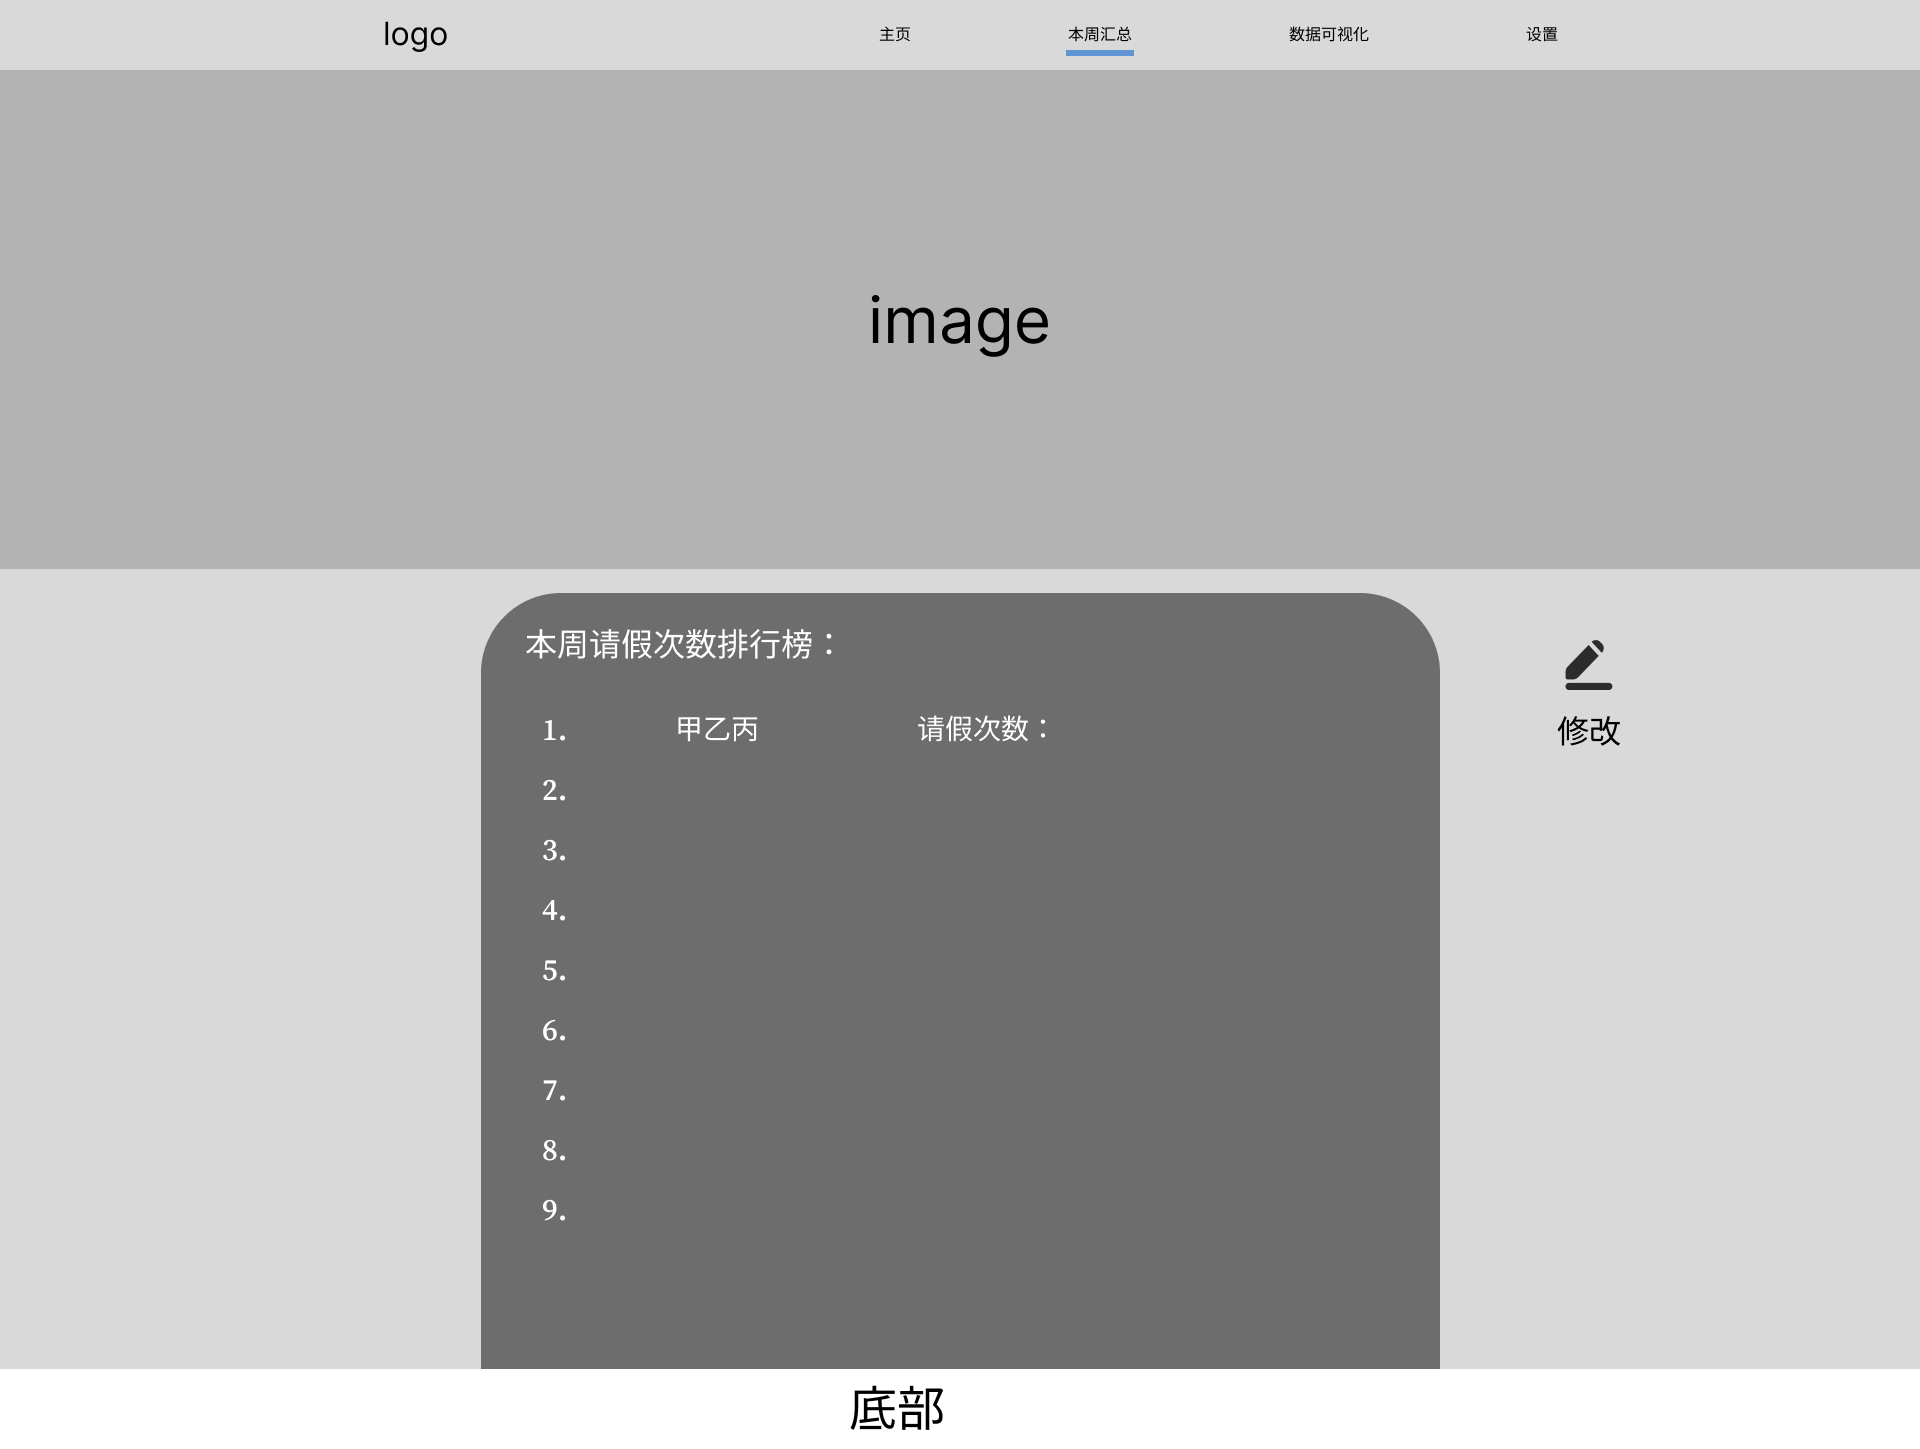 logo 主页 本周汇总 数据可视化 设置
image
本周请假次数排行榜：
1. 甲乙丙 请假次数：
修改
2.
3.
4.
5.
6.
7.
8.
9.
底部